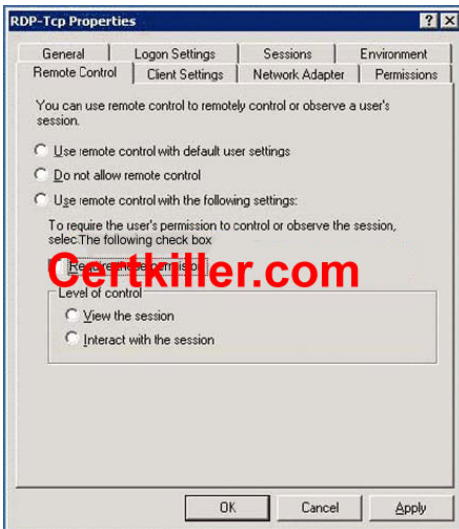 RDP-Tcp Properties
General Logon Settings Sessions Environment
Remote Control Client Settings Network Adapter Permissions
You can use remote control to remotely control or observe a user's
session.
Use remote control with default user settings
Do not allow remote control
Use remote control with the following settings:
To require the user's permission to control or observe the session,
selec:The following check box
Require
Certkiller.com
Level of control
View the session
Interact with the session
OK Cancel Apply